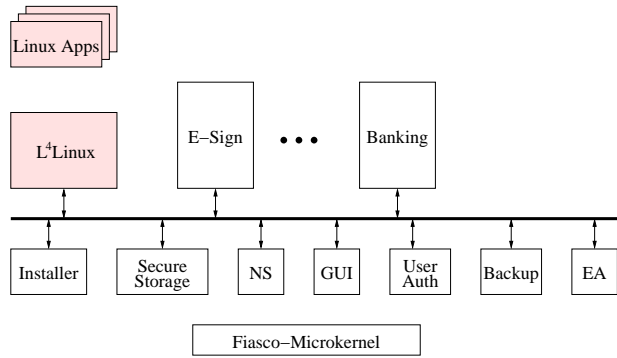 Linux Apps
L⁴Linux
E−Sign
Banking
Installer
Secure
Storage
NS
GUI
User
Auth
Backup
EA
Fiasco−Microkernel